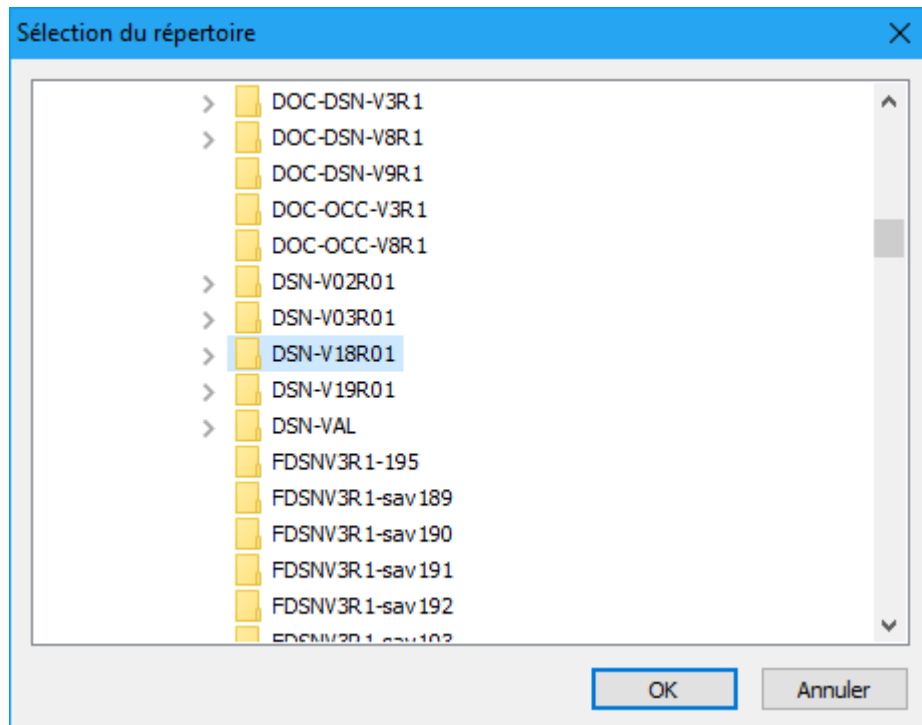 Sélection du répertoire
DOC-DSN-V3R1
DOC-DSN-V8R1
DOC-DSN-V9R1
DOC-OCC-V3R1
DOC-OCC-V8R1
DSN-V02R01
DSN-V03R01
DSN-V18R01
DSN-V19R01
DSN-VAL
FDSNV3R1-195
FDSNV3R1-sav189
FDSNV3R1-sav190
FDSNV3R1-sav191
FDSNV3R1-sav192
FDSNV3R1-sav193
OK
Annuler